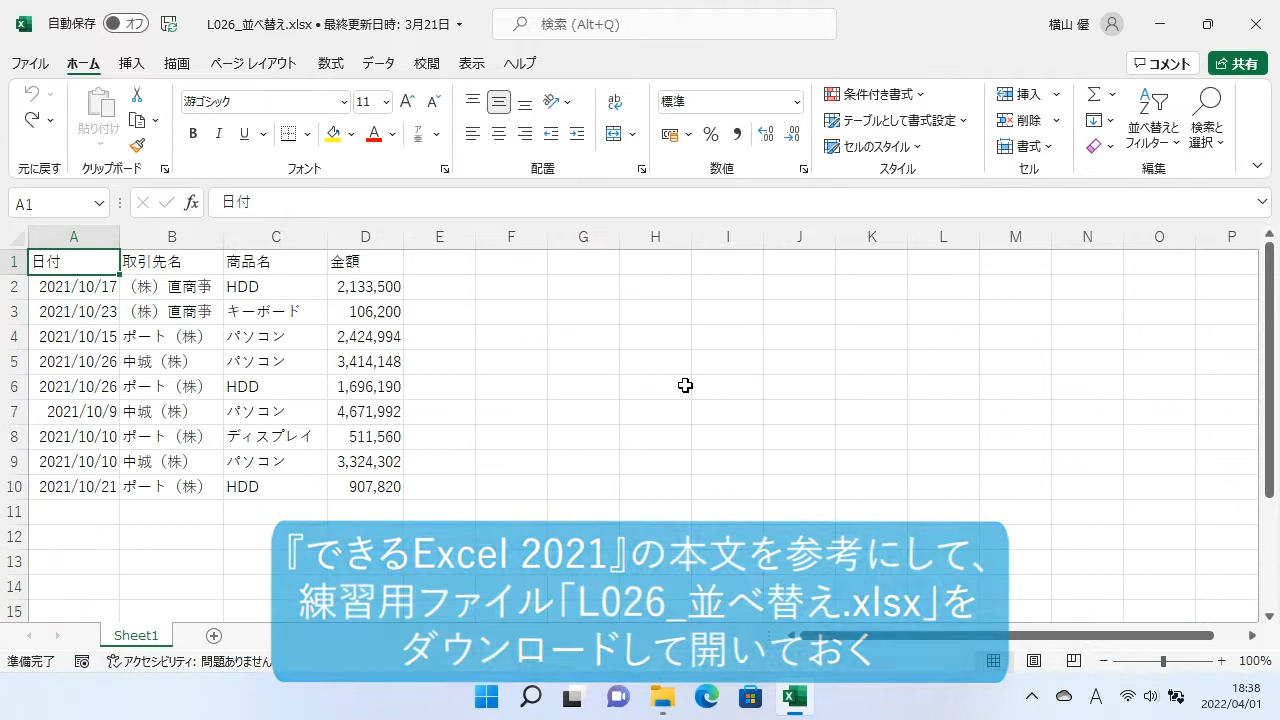 自動保存 オフ L026_並べ替え.xlsx • 最終更新日時: 3月21日 検索 (Alt+Q) 横山 優
ファイル ホーム 挿入 描画 ページ レイアウト 数式 データ 校閲 表示 ヘルプ コメント 共有
貼り付け
游ゴシック 11
B I U
標準
条件付き書式
テーブルとして書式設定
セルのスタイル
挿入
削除
書式
並べ替えと
フィルター
検索と
選択
元に戻す クリップボード フォント 配置 数値 スタイル セル 編集
A1 fx 日付
A B C D E F G H I J K L M N O P
1 日付 取引先名 商品名 金額
2 2021/10/17 （株）直商亊 HDD 2,133,500
3 2021/10/23 （株）直商亊 キーボード 106,200
4 2021/10/15 ポート（株） パソコン 2,424,994
5 2021/10/26 中城（株） パソコン 3,414,148
6 2021/10/26 ポート（株） HDD 1,696,190
7 2021/10/9 中城（株） パソコン 4,671,992
8 2021/10/10 ポート（株） ディスプレイ 511,560
9 2021/10/10 中城（株） パソコン 3,324,302
10 2021/10/21 ポート（株） HDD 907,820
11
12
13
14
15
『できるExcel 2021』の本文を参考にして、
練習用ファイル「L026_並べ替え.xlsx」を
ダウンロードして開いておく
Sheet1
準備完了 アクセシビリティ: 問題ありません 100%
A 18:38
2022/04/01